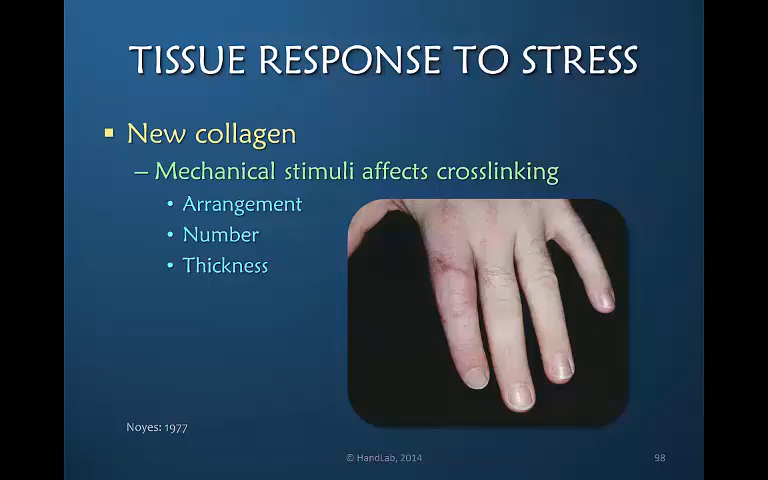 TISSUE RESPONSE TO STRESS
▪ New collagen
– Mechanical stimuli affects crosslinking
• Arrangement
• Number
• Thickness
Noyes: 1977
© HandLab, 2014
98